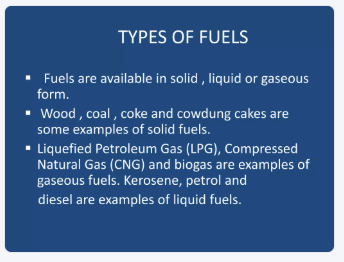 TYPES OF FUELS
▪ Fuels are available in solid , liquid or gaseous
form.
▪ Wood , coal , coke and cowdung cakes are
some examples of solid fuels.
▪ Liquefied Petroleum Gas (LPG), Compressed
Natural Gas (CNG) and biogas are examples of
gaseous fuels. Kerosene, petrol and
diesel are examples of liquid fuels.